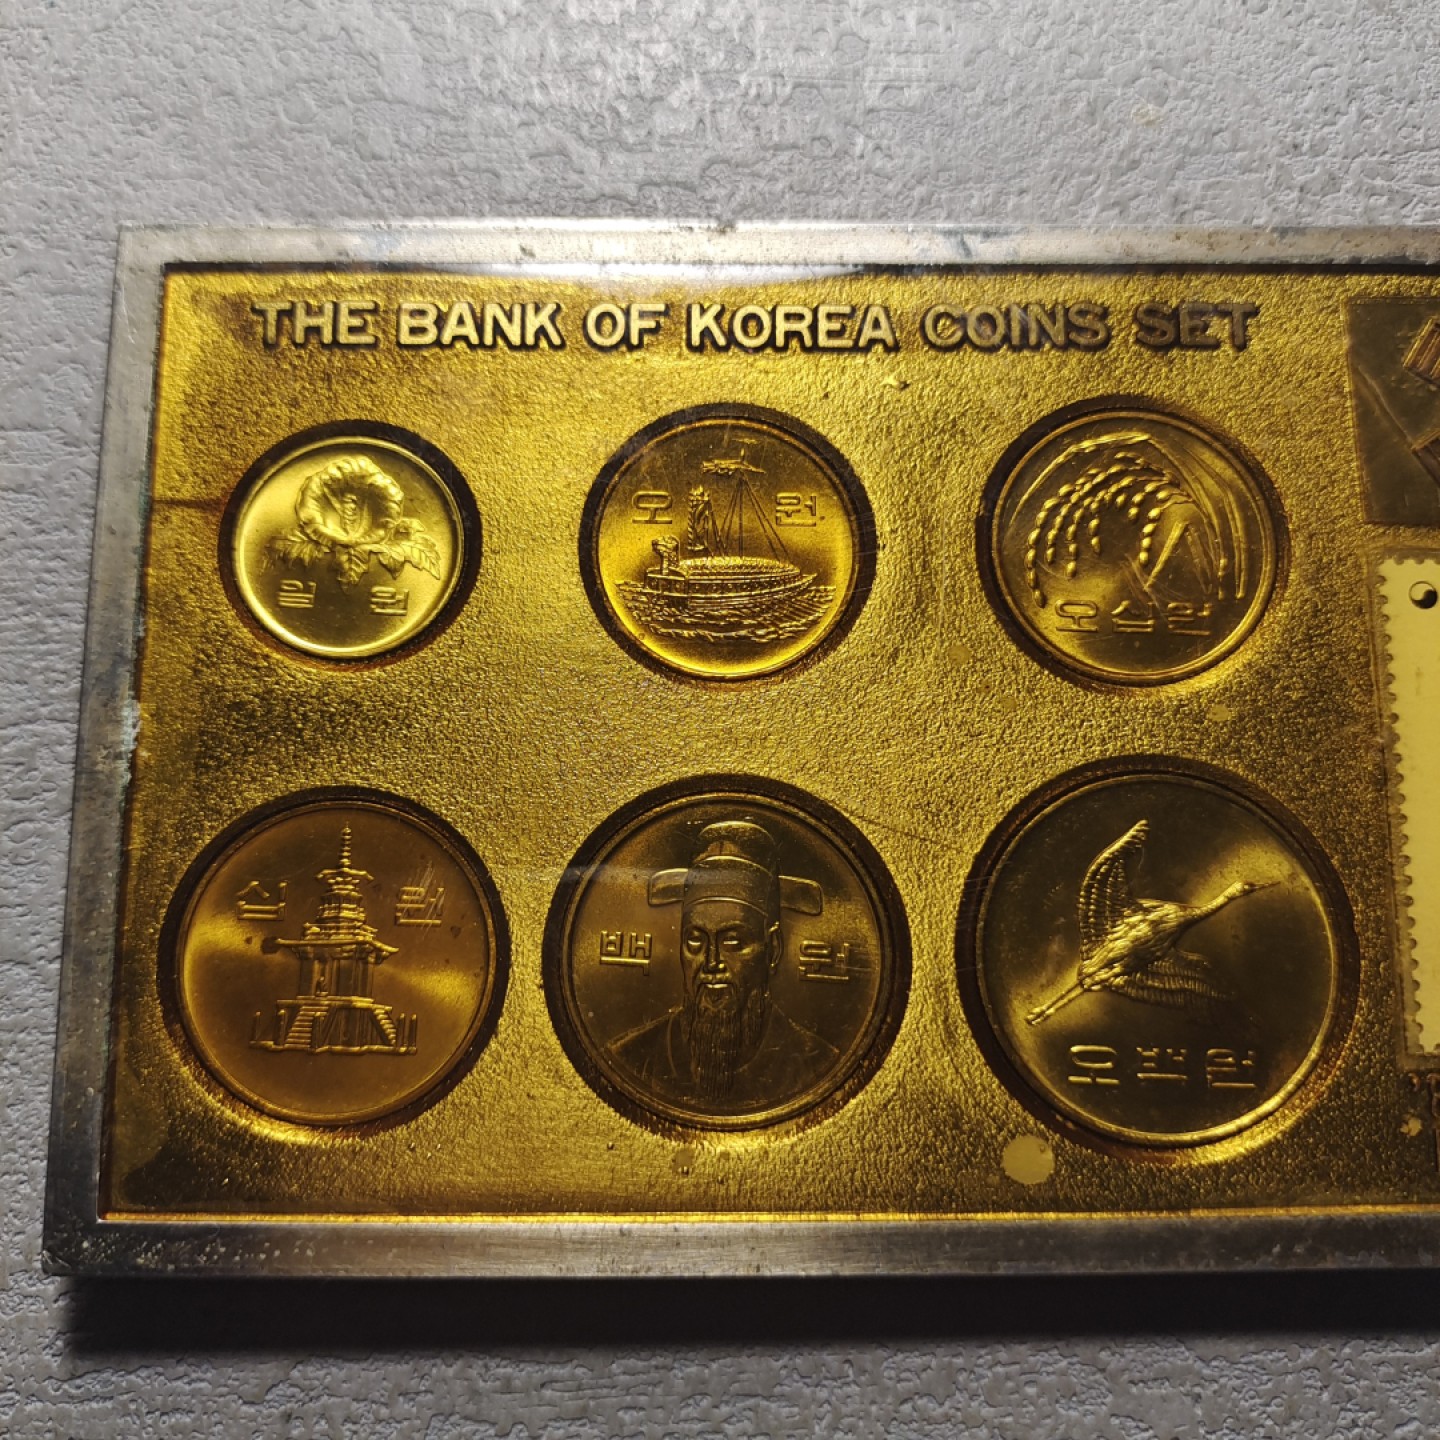 THE BANK OF KOREA COINS SET
일 원
오 원
오십원
십 원
백 원
오백원